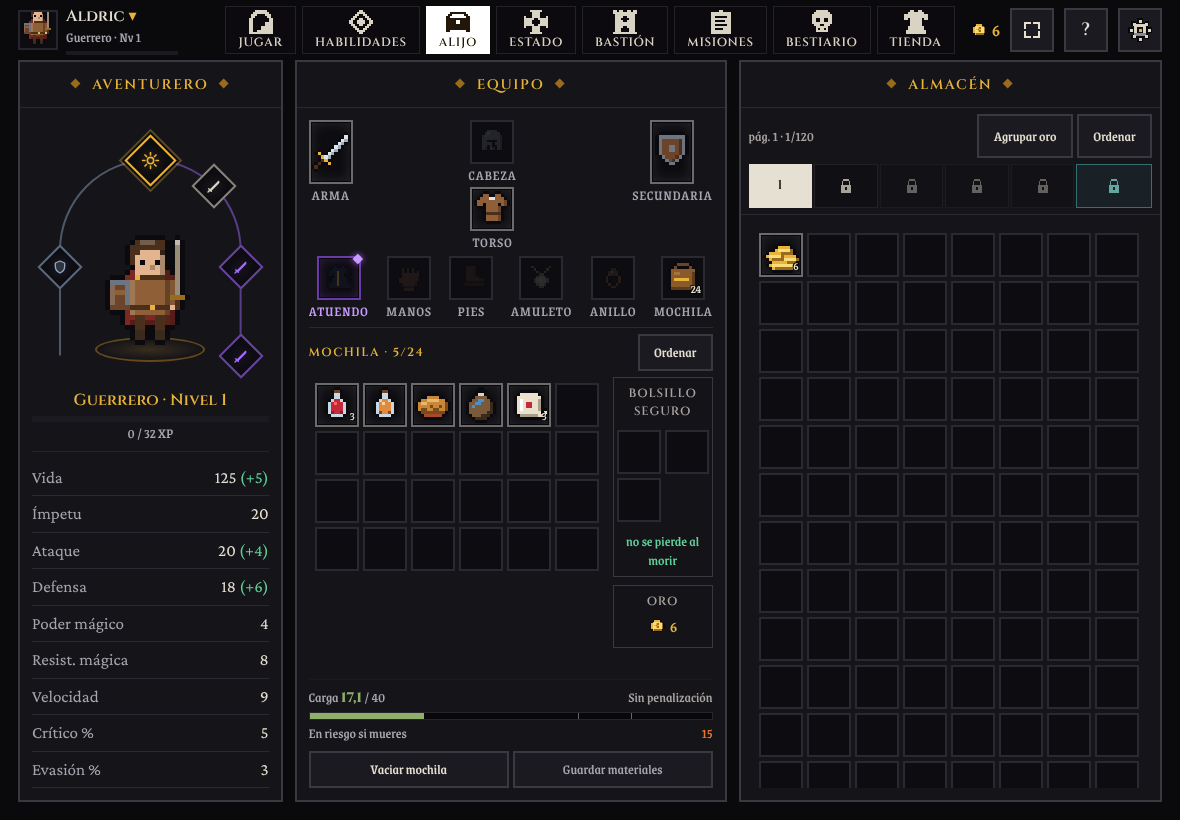 ALDRIC ▾
Guerrero · Nv 1
JUGAR
HABILIDADES
ALIJO
ESTADO
BASTIÓN
MISIONES
BESTIARIO
TIENDA
6
?
AVENTURERO
GUERRERO · NIVEL 1
0 / 32 XP
Vida 125 (+5)
Ímpetu 20
Ataque 20 (+4)
Defensa 18 (+6)
Poder mágico 4
Resist. mágica 8
Velocidad 9
Crítico % 5
Evasión % 3
EQUIPO
ARMA
CABEZA
SECUNDARIA
TORSO
24
ATUENDO
MANOS
PIES
AMULETO
ANILLO
MOCHILA
MOCHILA · 5/24
Ordenar
3
3
BOLSILLO
SEGURO
no se pierde al
morir
ORO
6
Carga 17,1 / 40
Sin penalización
En riesgo si mueres
15
Vaciar mochila
Guardar materiales
ALMACÉN
pág. 1 · 1/120
Agrupar oro
Ordenar
I
6